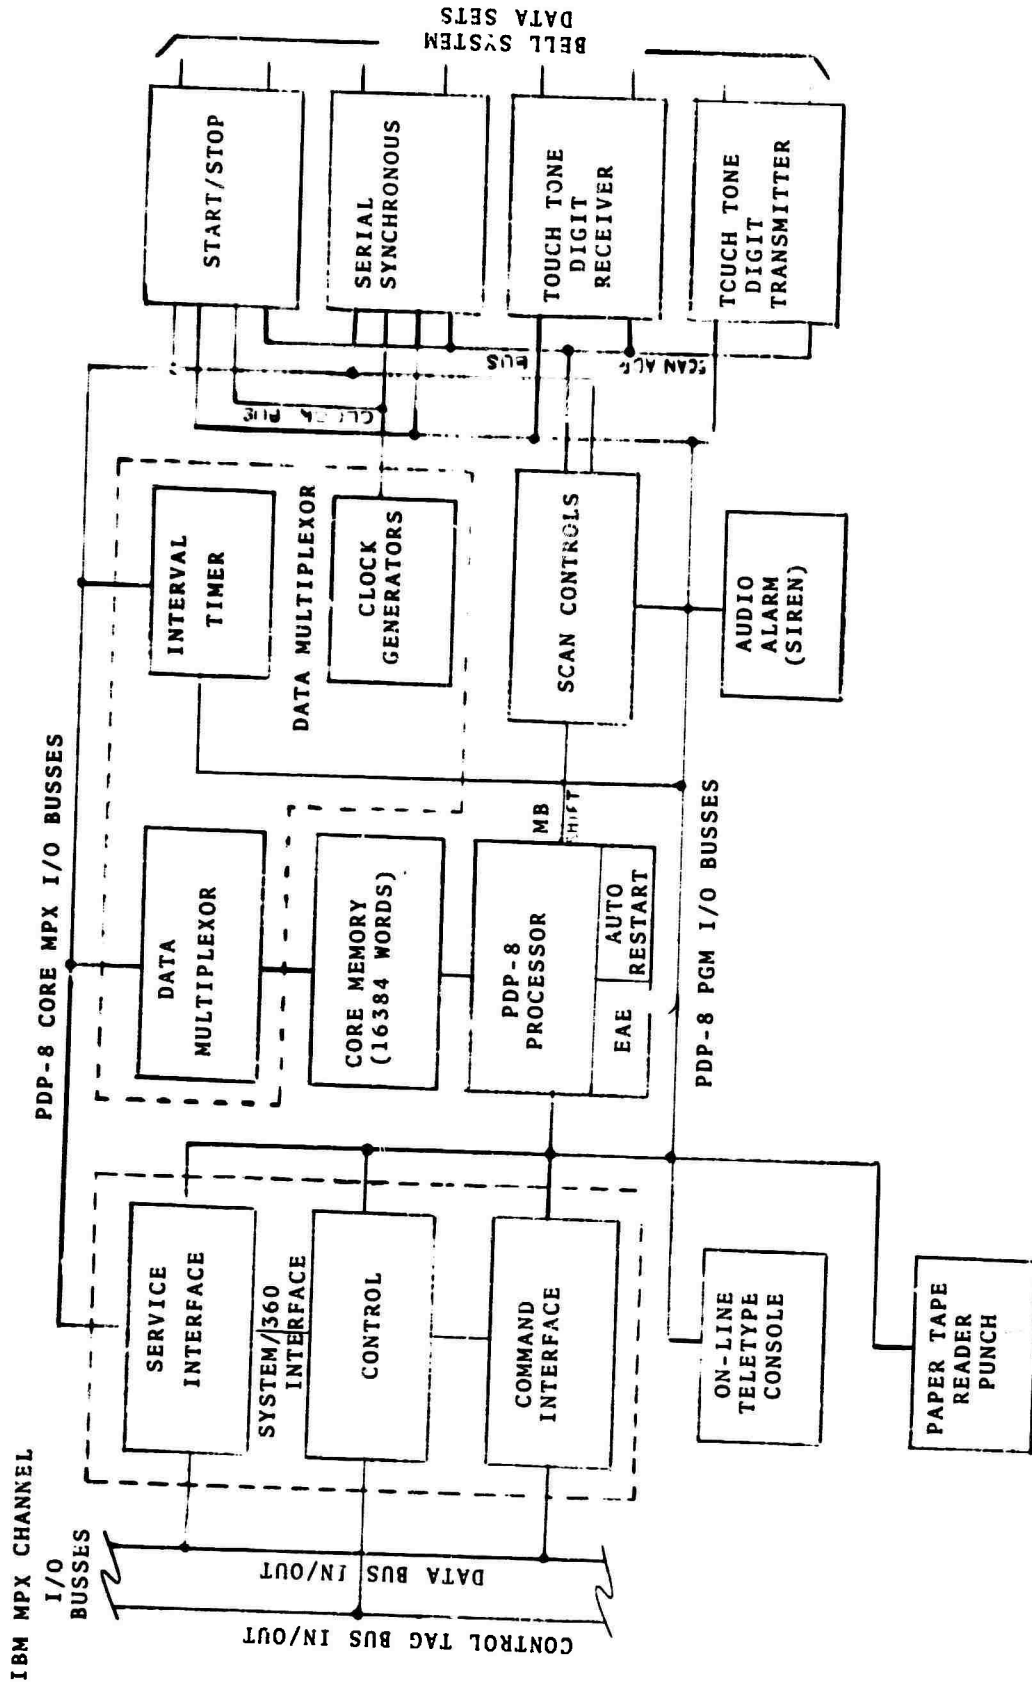 IBM MPX CHANNEL
I/O
BUSSES
CONTROL TAG BUS IN/OUT
DATA BUS IN/OUT
PDP-8 CORE MPX I/O BUSSES
SERVICE
INTERFACE
SYSTEM/360
INTERFACE
CONTROL
COMMAND
INTERFACE
ON-LINE
TELETYPE
CONSOLE
PAPER TAPE
READER
PUNCH
DATA
MULTIPLEXOR
CORE MEMORY
(16384 WORDS)
PDP-8
PROCESSOR
EAE
AUTO
RESTART
MB
SHIFT
PDP-8 PGM I/O BUSSES
INTERVAL
TIMER
DATA MULTIPLEXOR
CLOCK
GENERATORS
SCAN CONTROLS
AUDIO
ALARM
(SIREN)
CLOCK BUS
BUS
SCAN ADR
START/STOP
SERIAL
SYNCHRONOUS
TOUCH TONE
DIGIT
RECEIVER
TCUCH TONE
DIGIT
TRANSMITTER
BELL SYSTEM
DATA SETS